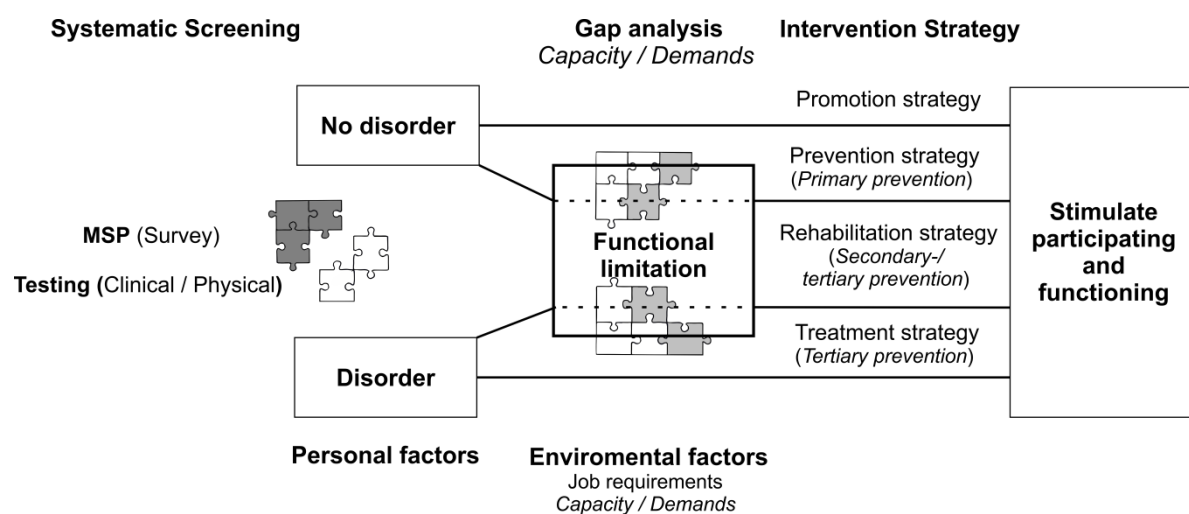 Systematic Screening
Gap analysis
Capacity / Demands
Intervention Strategy
No disorder
MSP (Survey)
Testing (Clinical / Physical)
Disorder
Personal factors
Functional
limitation
Enviromental factors
Job requirements
Capacity / Demands
Promotion strategy
Prevention strategy
(Primary prevention)
Rehabilitation strategy
(Secondary-/
tertiary prevention)
Treatment strategy
(Tertiary prevention)
Stimulate
participating
and
functioning